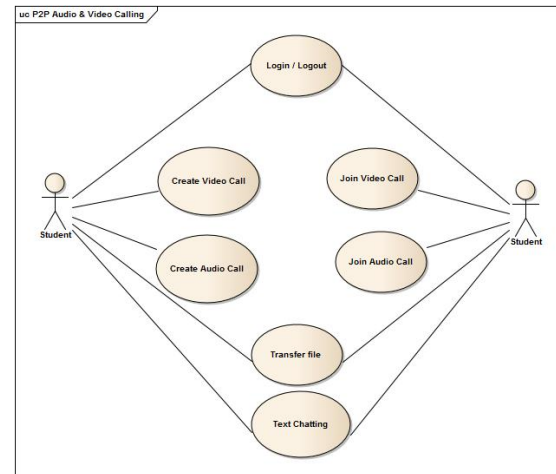 uc P2P Audio & Video Calling
Login / Logout
Create Video Call
Join Video Call
Student
Student
Create Audio Call
Join Audio Call
Transfer file
Text Chatting